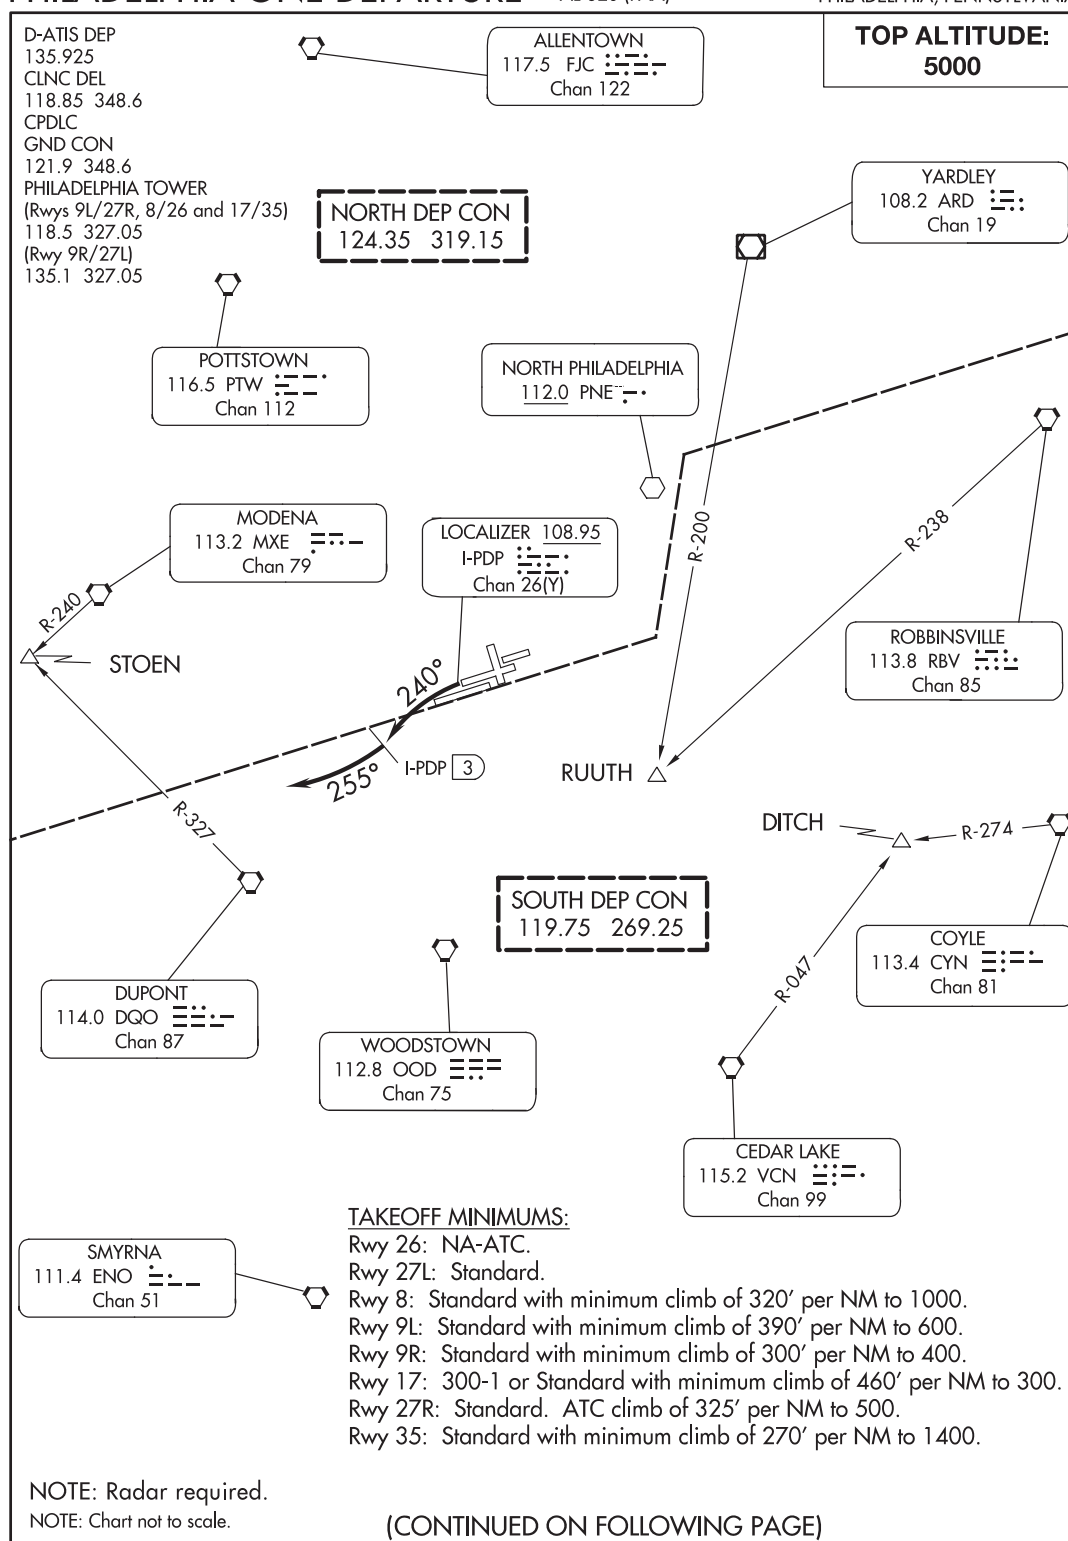 PHILADELPHIA ONE DEPARTURE
PHILADELPHIA, PENNSYLVANIA
D-ATIS DEP
135.925
CLNC DEL
118.85 348.6
CPDLC
GND CON
121.9 348.6
PHILADELPHIA TOWER
(Rwys 9L/27R, 8/26 and 17/35)
118.5 327.05
(Rwy 9R/27L)
135.1 327.05
ALLENTOWN
117.5 FJC
Chan 122
TOP ALTITUDE:
5000
NORTH DEP CON
124.35 319.15
YARDLEY
108.2 ARD
Chan 19
POTTSTOWN
116.5 PTW
Chan 112
NORTH PHILADELPHIA
112.0 PNE
MODENA
113.2 MXE
Chan 79
LOCALIZER 108.95
I-PDP
Chan 26(Y)
R-200
R-238
R-240
STOEN
ROBBINSVILLE
113.8 RBV
Chan 85
240°
255°
I-PDP 3
RUUTH
R-327
DITCH
R-274
SOUTH DEP CON
119.75 269.25
COYLE
113.4 CYN
Chan 81
R-047
DUPONT
114.0 DQO
Chan 87
WOODSTOWN
112.8 OOD
Chan 75
CEDAR LAKE
115.2 VCN
Chan 99
SMYRNA
111.4 ENO
Chan 51
TAKEOFF MINIMUMS:
Rwy 26: NA-ATC.
Rwy 27L: Standard.
Rwy 8: Standard with minimum climb of 320' per NM to 1000.
Rwy 9L: Standard with minimum climb of 390' per NM to 600.
Rwy 9R: Standard with minimum climb of 300' per NM to 400.
Rwy 17: 300-1 or Standard with minimum climb of 460' per NM to 300.
Rwy 27R: Standard. ATC climb of 325' per NM to 500.
Rwy 35: Standard with minimum climb of 270' per NM to 1400.
NOTE: Radar required.
NOTE: Chart not to scale.
(CONTINUED ON FOLLOWING PAGE)